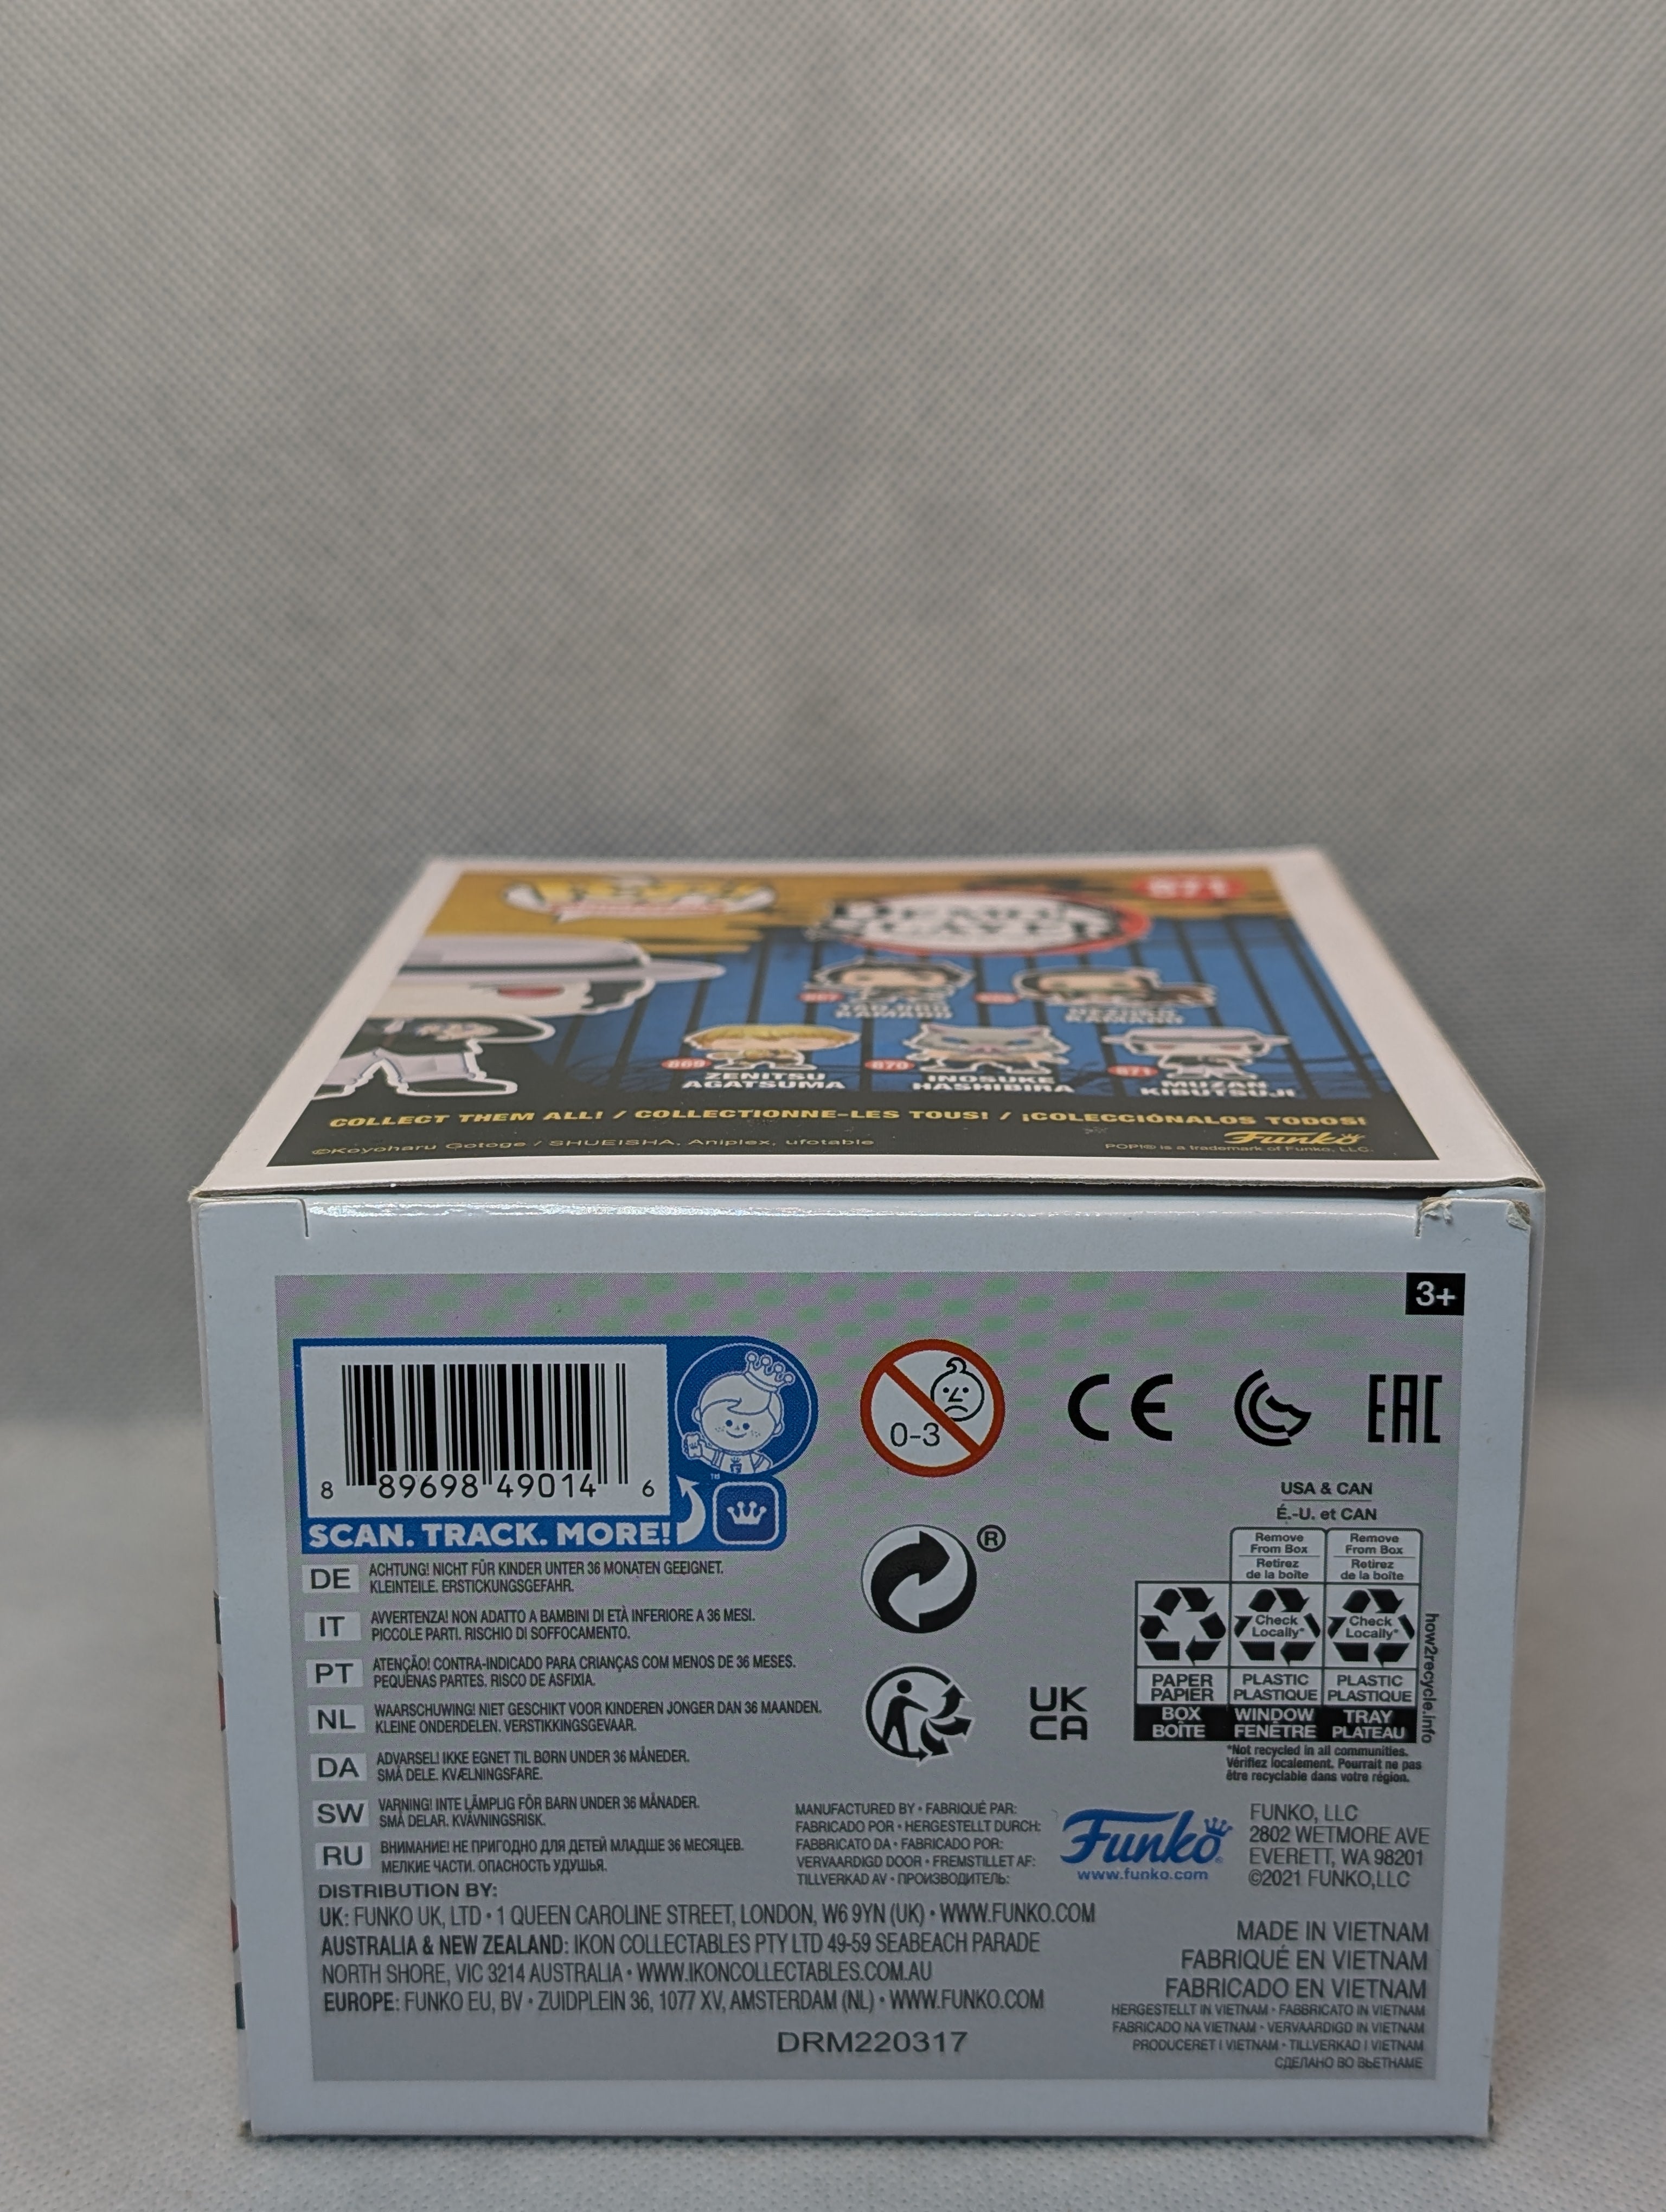 871
867
TANJIRO
KAMADO
NEZUKO
KAMADO
869
ZENITSU
AGATSUMA
870
INOSUKE
HASHIBIRA
871
MUZAN
KIBUTSUJI
COLLECT THEM ALL! / COLLECTIONNE-LES TOUS! / ¡COLECCIÓNALOS TODOS!
Funko
©Koyoharu Gotoge / SHUEISHA, Aniplex, ufotable
POP!® is a trademark of Funko, LLC.
3+
8 89698 49014 6
SCAN. TRACK. MORE!
TM
0-3
CE
EAC
®
UK
CA
USA & CAN
É.-U. et CAN
Remove
From Box
Retirez
de la boîte
Remove
From Box
Retirez
de la boîte
Check
Locally*
Check
Locally*
PAPER
PAPIER
PLASTIC
PLASTIQUE
PLASTIC
PLASTIQUE
BOX
BOÎTE
WINDOW
FENÊTRE
TRAY
PLATEAU
how2recycle.info
*Not recycled in all communities.
Vérifiez localement. Pourrait ne pas
être recyclable dans votre région.
DE ACHTUNG! NICHT FÜR KINDER UNTER 36 MONATEN GEEIGNET.
KLEINTEILE. ERSTICKUNGSGEFAHR.
IT AVVERTENZA! NON ADATTO A BAMBINI DI ETÀ INFERIORE A 36 MESI.
PICCOLE PARTI. RISCHIO DI SOFFOCAMENTO.
PT ATENÇÃO! CONTRA-INDICADO PARA CRIANÇAS COM MENOS DE 36 MESES.
PEQUENAS PARTES. RISCO DE ASFIXIA.
NL WAARSCHUWING! NIET GESCHIKT VOOR KINDEREN JONGER DAN 36 MAANDEN.
KLEINE ONDERDELEN. VERSTIKKINGSGEVAAR.
DA ADVARSEL! IKKE EGNET TIL BØRN UNDER 36 MÅNEDER.
SMÅ DELE. KVÆLNINGSFARE.
SW VARNING! INTE LÄMPLIG FÖR BARN UNDER 36 MÅNADER.
SMÅ DELAR. KVÄVNINGSRISK.
RU ВНИМАНИЕ! НЕ ПРИГОДНО ДЛЯ ДЕТЕЙ МЛАДШЕ 36 МЕСЯЦЕВ.
МЕЛКИЕ ЧАСТИ. ОПАСНОСТЬ УДУШЬЯ.
MANUFACTURED BY • FABRIQUÉ PAR:
FABRICADO POR • HERGESTELLT DURCH:
FABBRICATO DA • FABRICADO POR:
VERVAARDIGD DOOR • FREMSTILLET AF:
TILLVERKAD AV • ПРОИЗВОДИТЕЛЬ:
Funko
www.funko.com
FUNKO, LLC
2802 WETMORE AVE
EVERETT, WA 98201
©2021 FUNKO,LLC
DISTRIBUTION BY:
UK: FUNKO UK, LTD • 1 QUEEN CAROLINE STREET, LONDON, W6 9YN (UK) • WWW.FUNKO.COM
AUSTRALIA & NEW ZEALAND: IKON COLLECTABLES PTY LTD 49-59 SEABEACH PARADE
NORTH SHORE, VIC 3214 AUSTRALIA • WWW.IKONCOLLECTABLES.COM.AU
EUROPE: FUNKO EU, BV • ZUIDPLEIN 36, 1077 XV, AMSTERDAM (NL) • WWW.FUNKO.COM
MADE IN VIETNAM
FABRIQUÉ EN VIETNAM
FABRICADO EN VIETNAM
HERGESTELLT IN VIETNAM • FABBRICATO IN VIETNAM
FABRICADO NA VIETNAM • VERVAARDIGD IN VIETNAM
PRODUCERET I VIETNAM • TILLVERKAD I VIETNAM
СДЕЛАНО ВО ВЬЕТНАМЕ
DRM220317